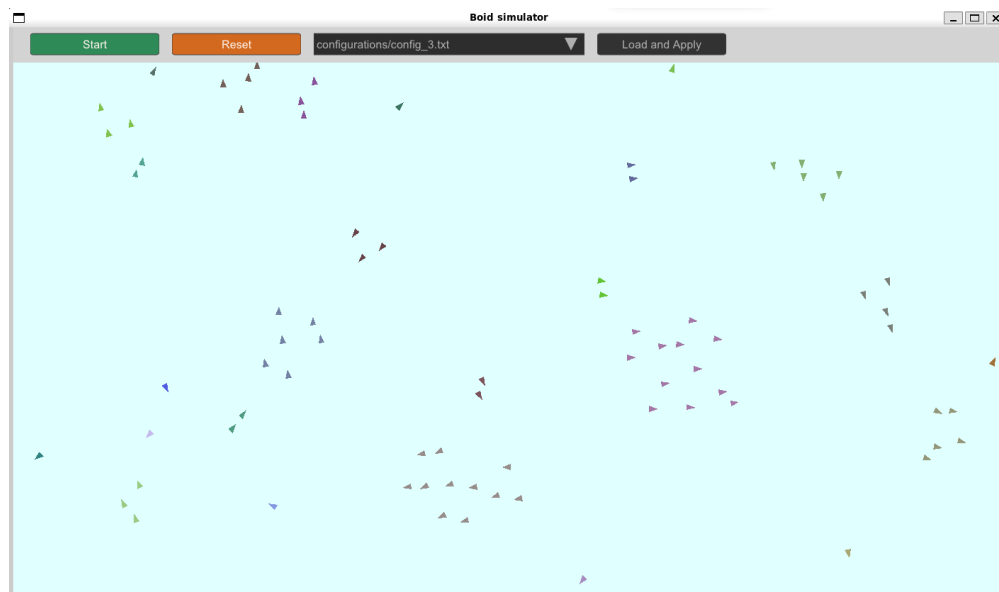 Boid simulator
Start Reset configurations/config_3.txt Load and Apply